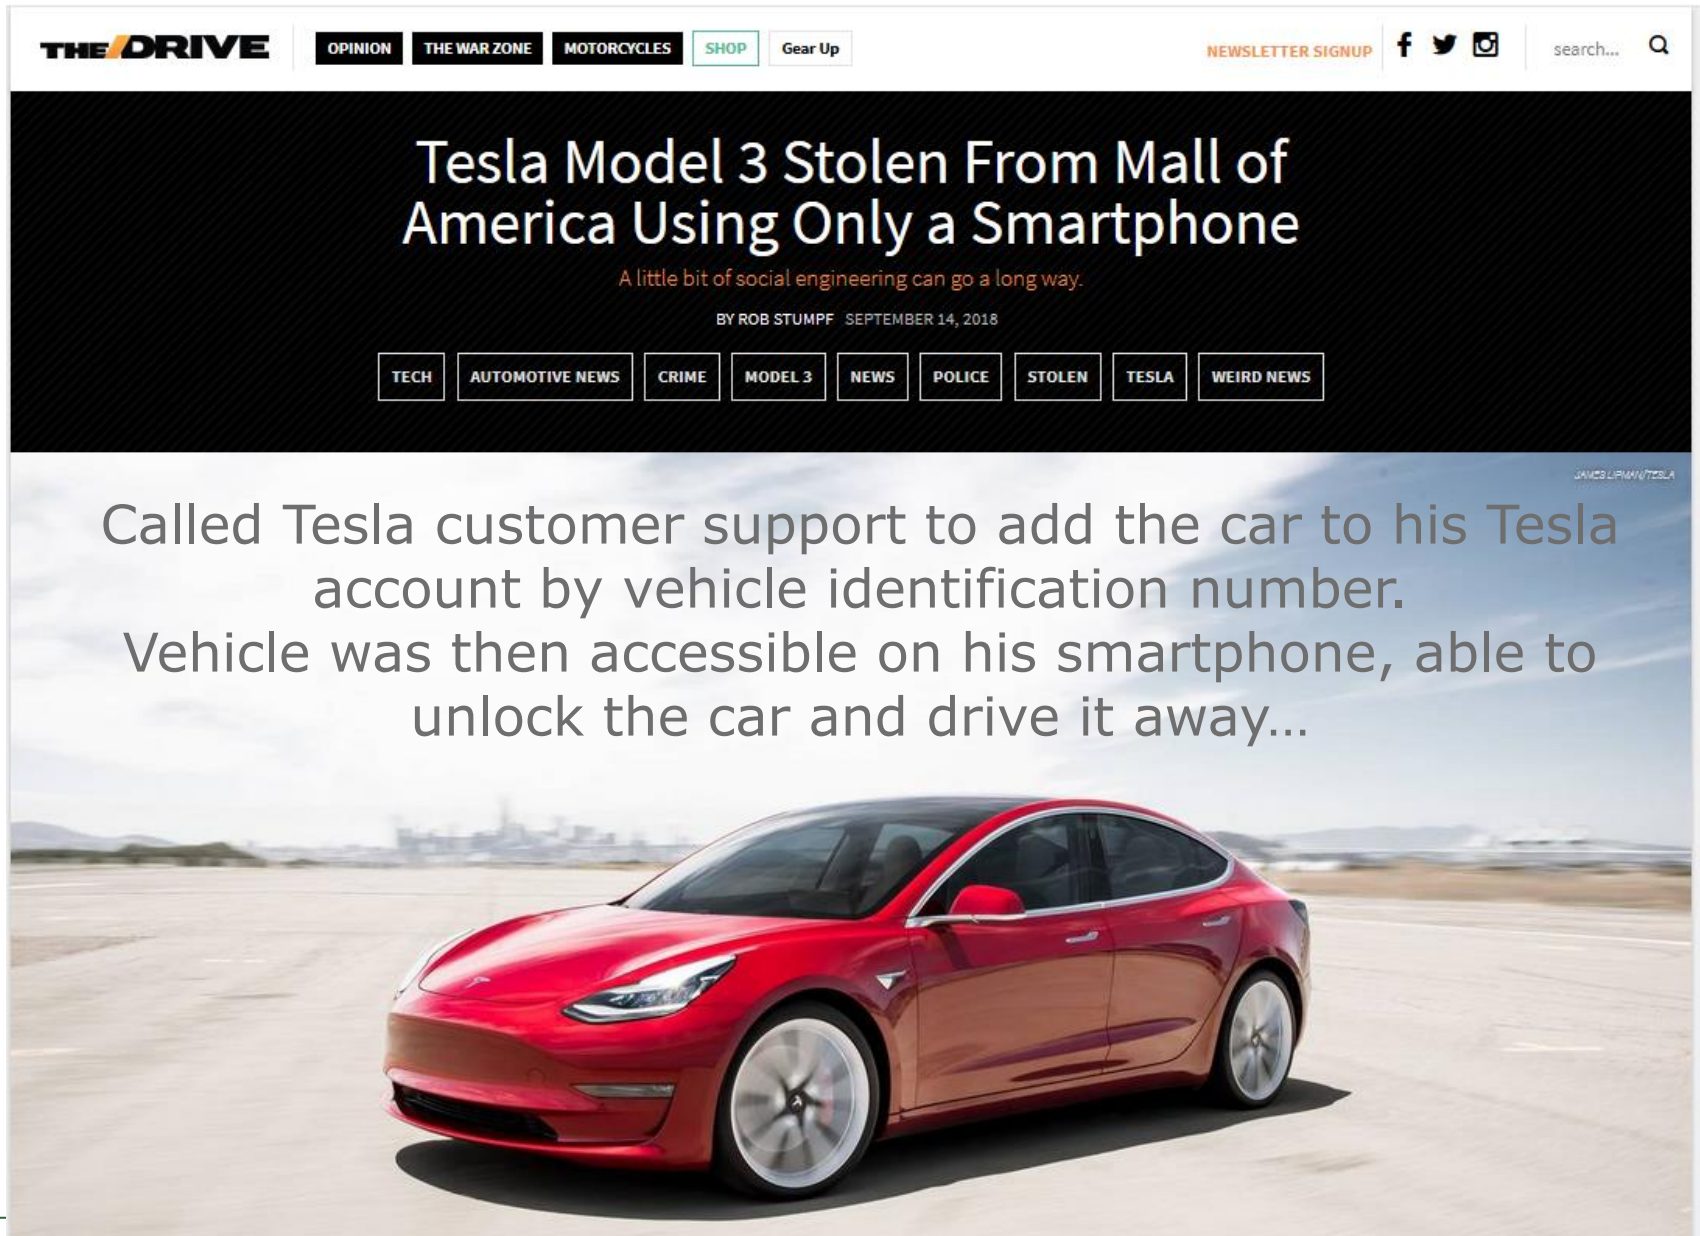 THE DRIVE OPINION THE WAR ZONE MOTORCYCLES SHOP Gear Up NEWSLETTER SIGNUP search...
Tesla Model 3 Stolen From Mall of
America Using Only a Smartphone
A little bit of social engineering can go a long way.
BY ROB STUMPF SEPTEMBER 14, 2018
TECH AUTOMOTIVE NEWS CRIME MODEL 3 NEWS POLICE STOLEN TESLA WEIRD NEWS
JAMES LIPMAN/TESLA
Called Tesla customer support to add the car to his Tesla
account by vehicle identification number.
Vehicle was then accessible on his smartphone, able to
unlock the car and drive it away...